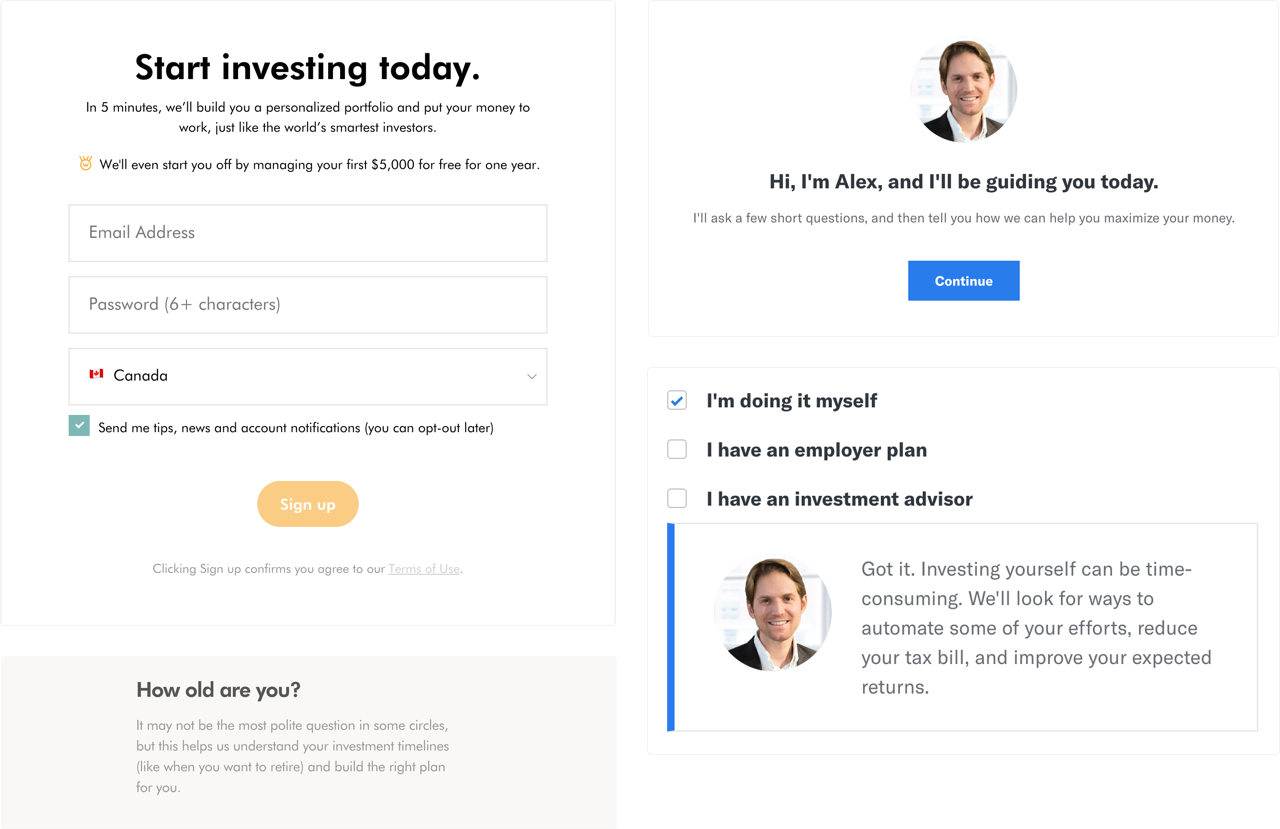 Start investing today.
In 5 minutes, we’ll build you a personalized portfolio and put your money to
work, just like the world’s smartest investors.
We'll even start you off by managing your first $5,000 for free for one year.
Email Address
Password (6+ characters)
Canada
Send me tips, news and account notifications (you can opt-out later)
Sign up
Clicking Sign up confirms you agree to our Terms of Use.
How old are you?
It may not be the most polite question in some circles,
but this helps us understand your investment timelines
(like when you want to retire) and build the right plan
for you.
Hi, I'm Alex, and I'll be guiding you today.
I'll ask a few short questions, and then tell you how we can help you maximize your money.
Continue
I'm doing it myself
I have an employer plan
I have an investment advisor
Got it. Investing yourself can be time-
consuming. We'll look for ways to
automate some of your efforts, reduce
your tax bill, and improve your expected
returns.